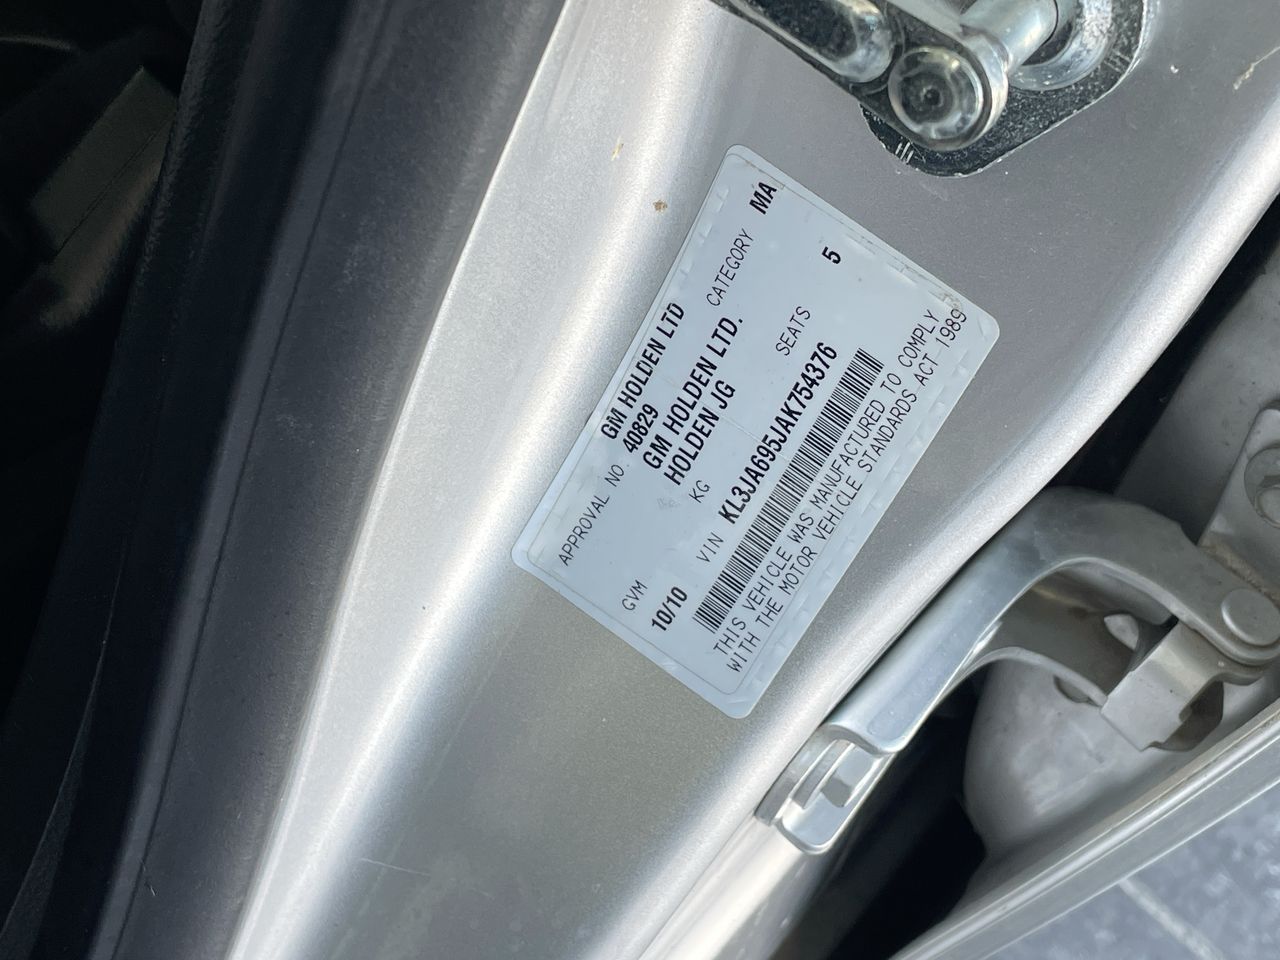 GM HOLDEN LTD
APPROVAL NO. 40829 CATEGORY MA
GM HOLDEN LTD.
HOLDEN JG
GVM KG SEATS 5
10/10 VIN KL3JA695JAK754376
THIS VEHICLE WAS MANUFACTURED TO COMPLY
WITH THE MOTOR VEHICLE STANDARDS ACT 1989